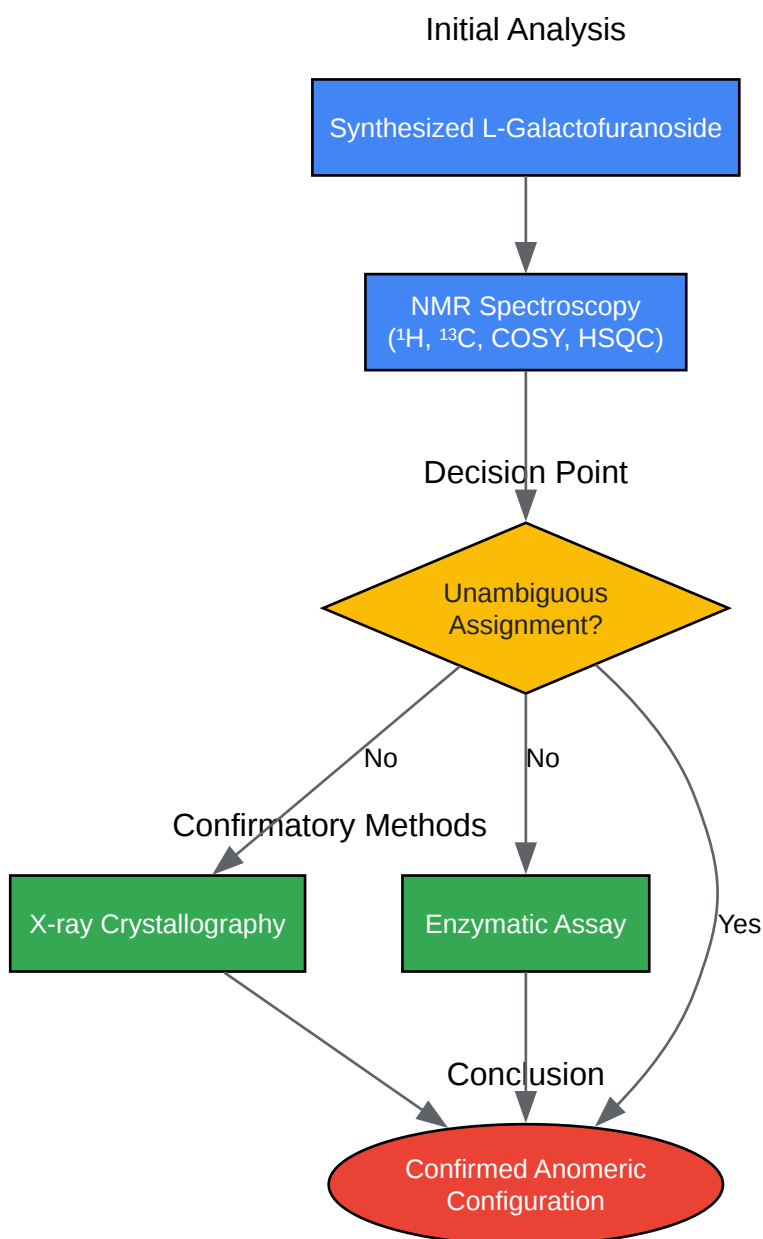 Initial Analysis
Synthesized L-Galactofuranoside
NMR Spectroscopy
(¹H, ¹³C, COSY, HSQC)
Decision Point
Unambiguous
Assignment?
No
No
Confirmatory Methods
X-ray Crystallography
Enzymatic Assay
Yes
Conclusion
Confirmed Anomeric
Configuration